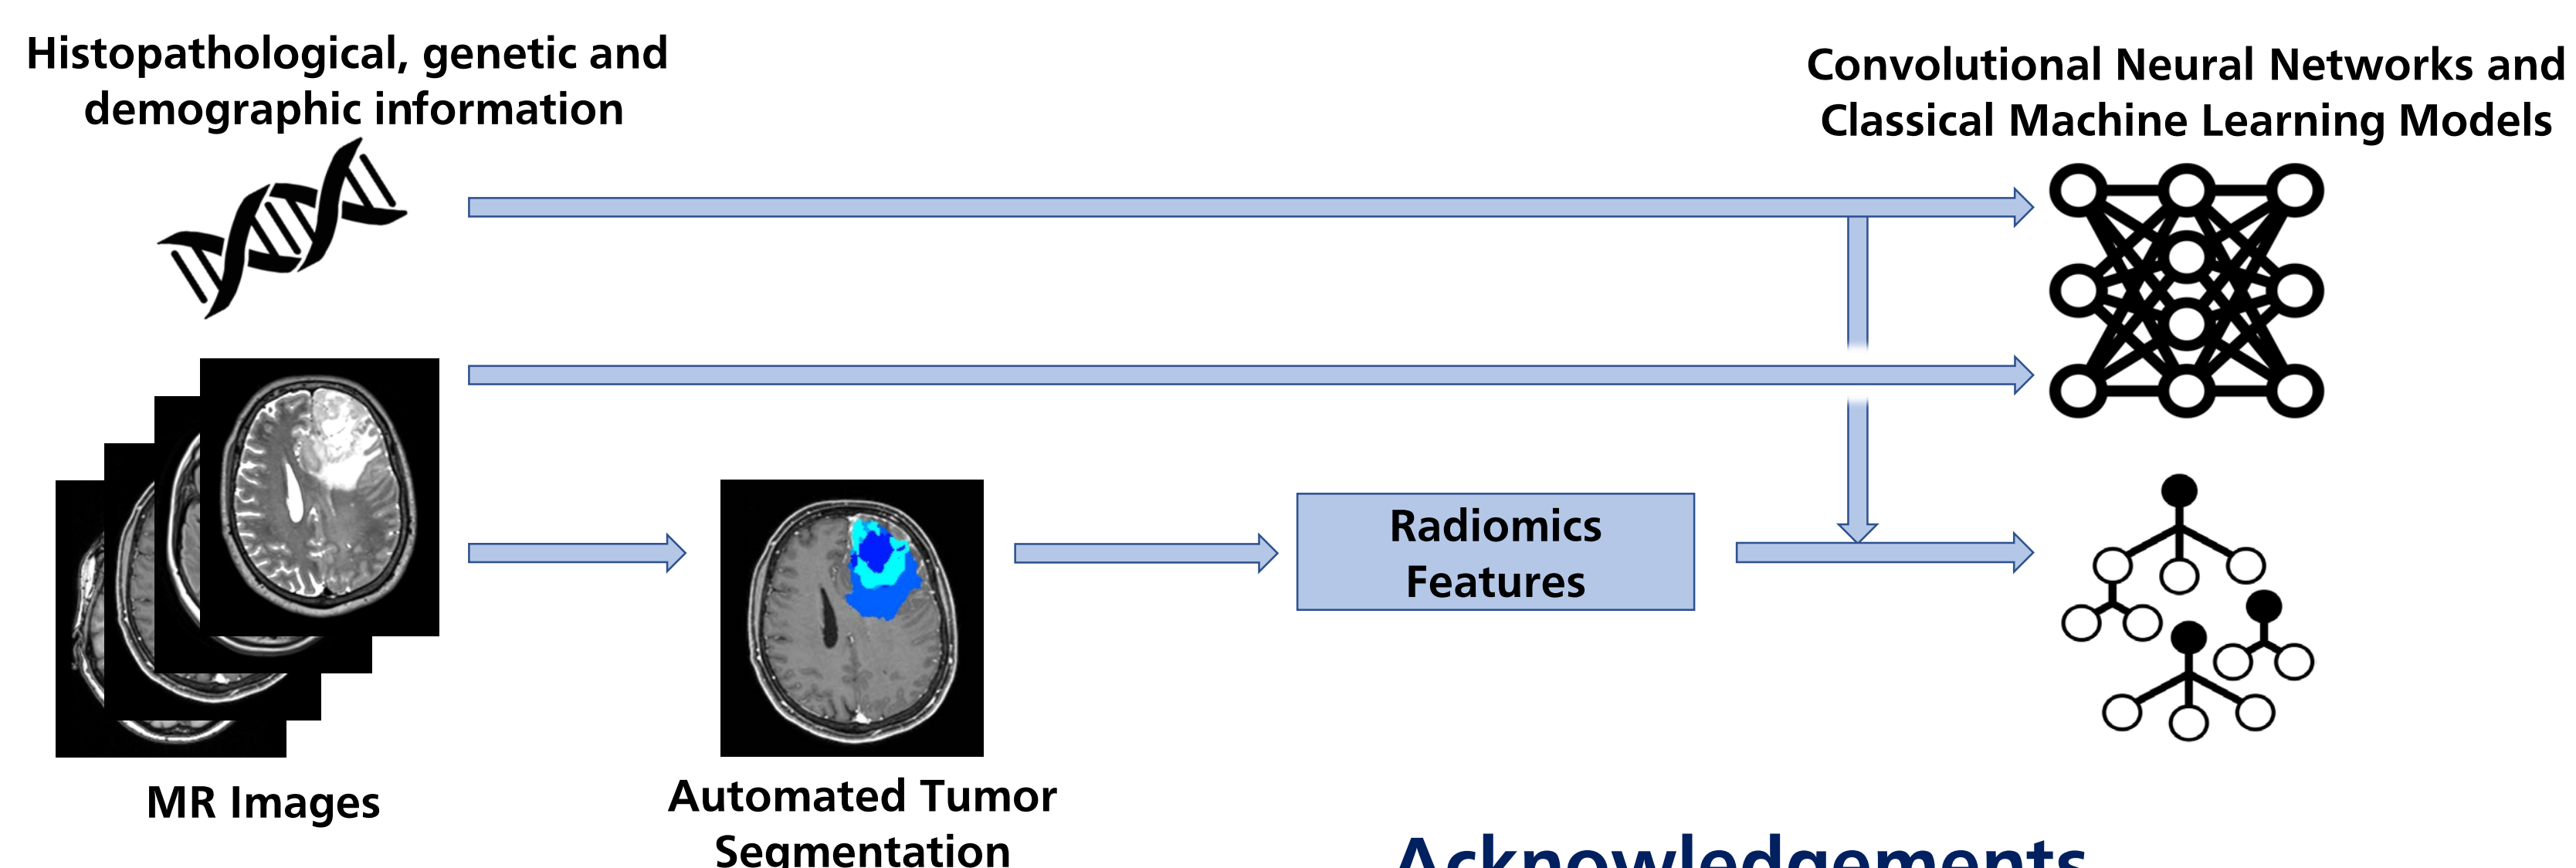 Histopathological, genetic and
demographic information
Convolutional Neural Networks and
Classical Machine Learning Models
Radiomics
Features
MR Images
Automated Tumor
Segmentation
Acknowledgements